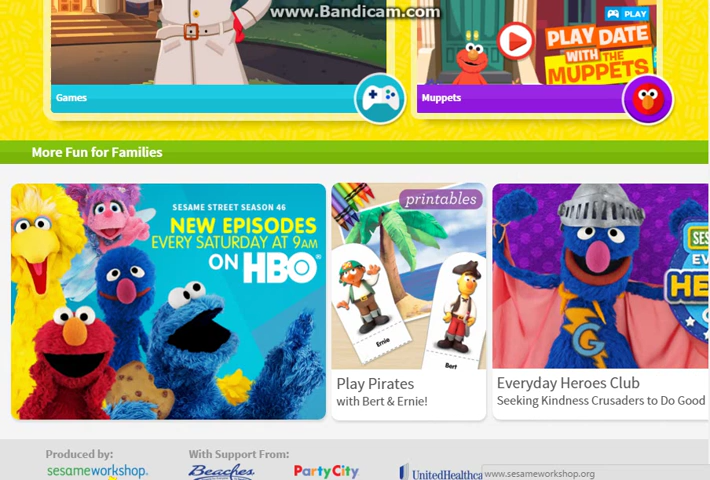 www.Bandicam.com
PLAY
PLAY DATE
WITH THE
MUPPETS
Games
Muppets
More Fun for Families
SESAME STREET SEASON 46
NEW EPISODES
EVERY SATURDAY AT 9AM
ON HBO
printables
Ernie
Bert
G
Play Pirates
with Bert & Ernie!
Everyday Heroes Club
Seeking Kindness Crusaders to Do Good
Produced by:
With Support From:
sesameworkshop.
Beaches
PartyCity
UnitedHealthca
www.sesameworkshop.org